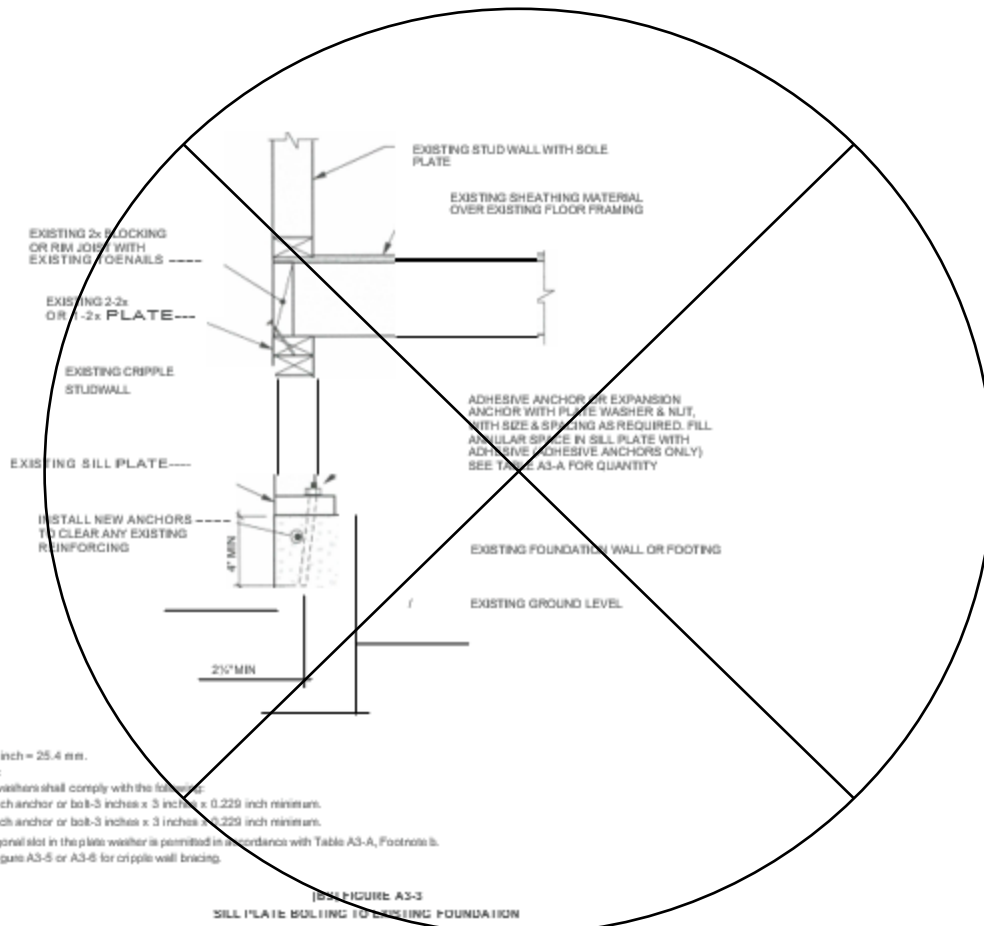 EXISTING STUD WALL WITH SOLE
PLATE
EXISTING SHEATHING MATERIAL
OVER EXISTING FLOOR FRAMING
EXISTING 2x BLOCKING
OR RIM JOIST WITH
EXISTING TOENAILS -----
EXISTING 2-2x
OR 1-2x PLATE---
EXISTING CRIPPLE
STUDWALL
ADHESIVE ANCHOR OR EXPANSION
ANCHOR WITH PLATE WASHER & NUT,
WITH SIZE & SPACING AS REQUIRED. FILL
ANNULAR SPACE IN SILL PLATE WITH
ADHESIVE (ADHESIVE ANCHORS ONLY)
SEE TABLE A3-A FOR QUANTITY
EXISTING SILL PLATE----
INSTALL NEW ANCHORS -----
TO CLEAR ANY EXISTING
REINFORCING
4" MIN
EXISTING FOUNDATION WALL OR FOOTING
EXISTING GROUND LEVEL
MIN
inch = 25.4 mm.
washers shall comply with the following:
ch anchor or bolt-3 inches x 3 inches x 0.229 inch minimum.
ch anchor or bolt-3 inches x 3 inches x 0.229 inch minimum.
gonal slot in the plate washer is permitted in accordance with Table A3-A, Footnote b.
gure A3-5 or A3-6 for cripple wall bracing.
[BS] FIGURE A3-3
SILL PLATE BOLTING TO EXISTING FOUNDATION